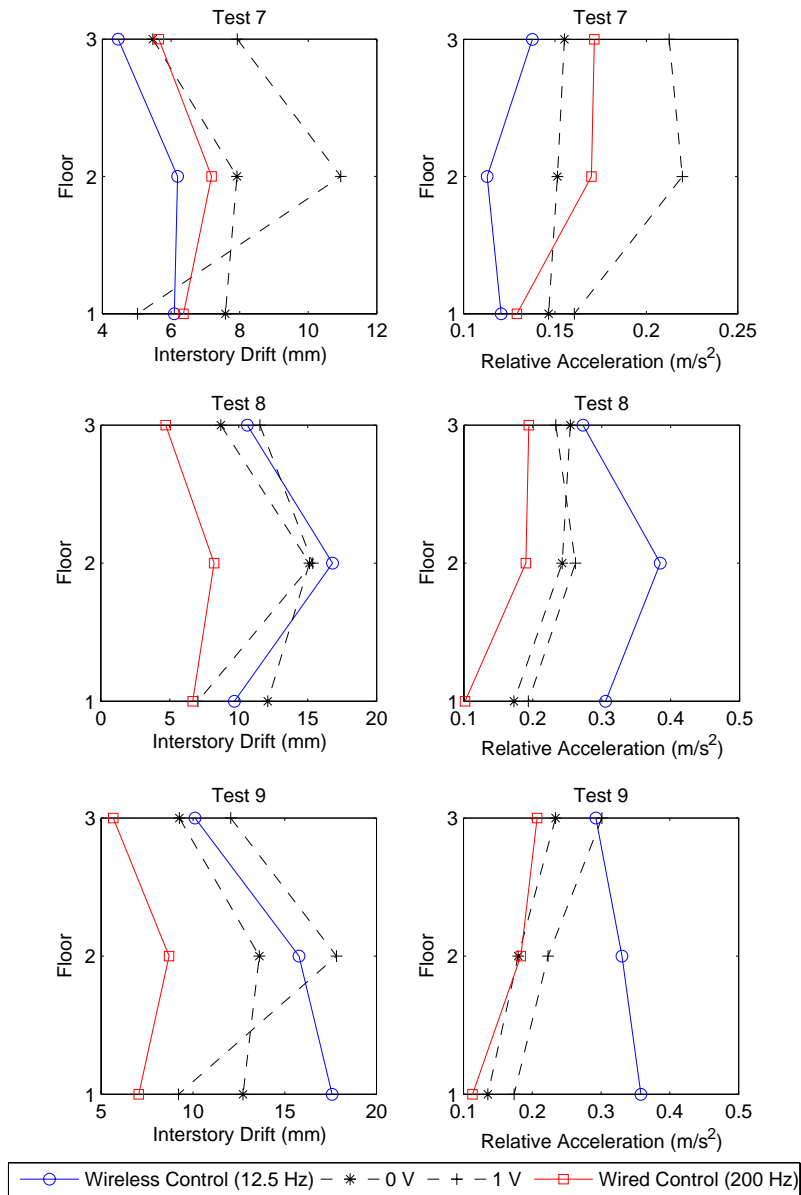 Test 7
Test 7
3
2
1
Floor
4 6 8 10 12
Interstory Drift (mm)
3
2
1
Floor
0.1 0.15 0.2 0.25
Relative Acceleration (m/s²)
Test 8
Test 8
3
2
1
Floor
0 5 10 15 20
Interstory Drift (mm)
3
2
1
Floor
0.1 0.2 0.3 0.4 0.5
Relative Acceleration (m/s²)
Test 9
Test 9
3
2
1
Floor
5 10 15 20
Interstory Drift (mm)
3
2
1
Floor
0.1 0.2 0.3 0.4 0.5
Relative Acceleration (m/s²)
Wireless Control (12.5 Hz) 0 V 1 V Wired Control (200 Hz)